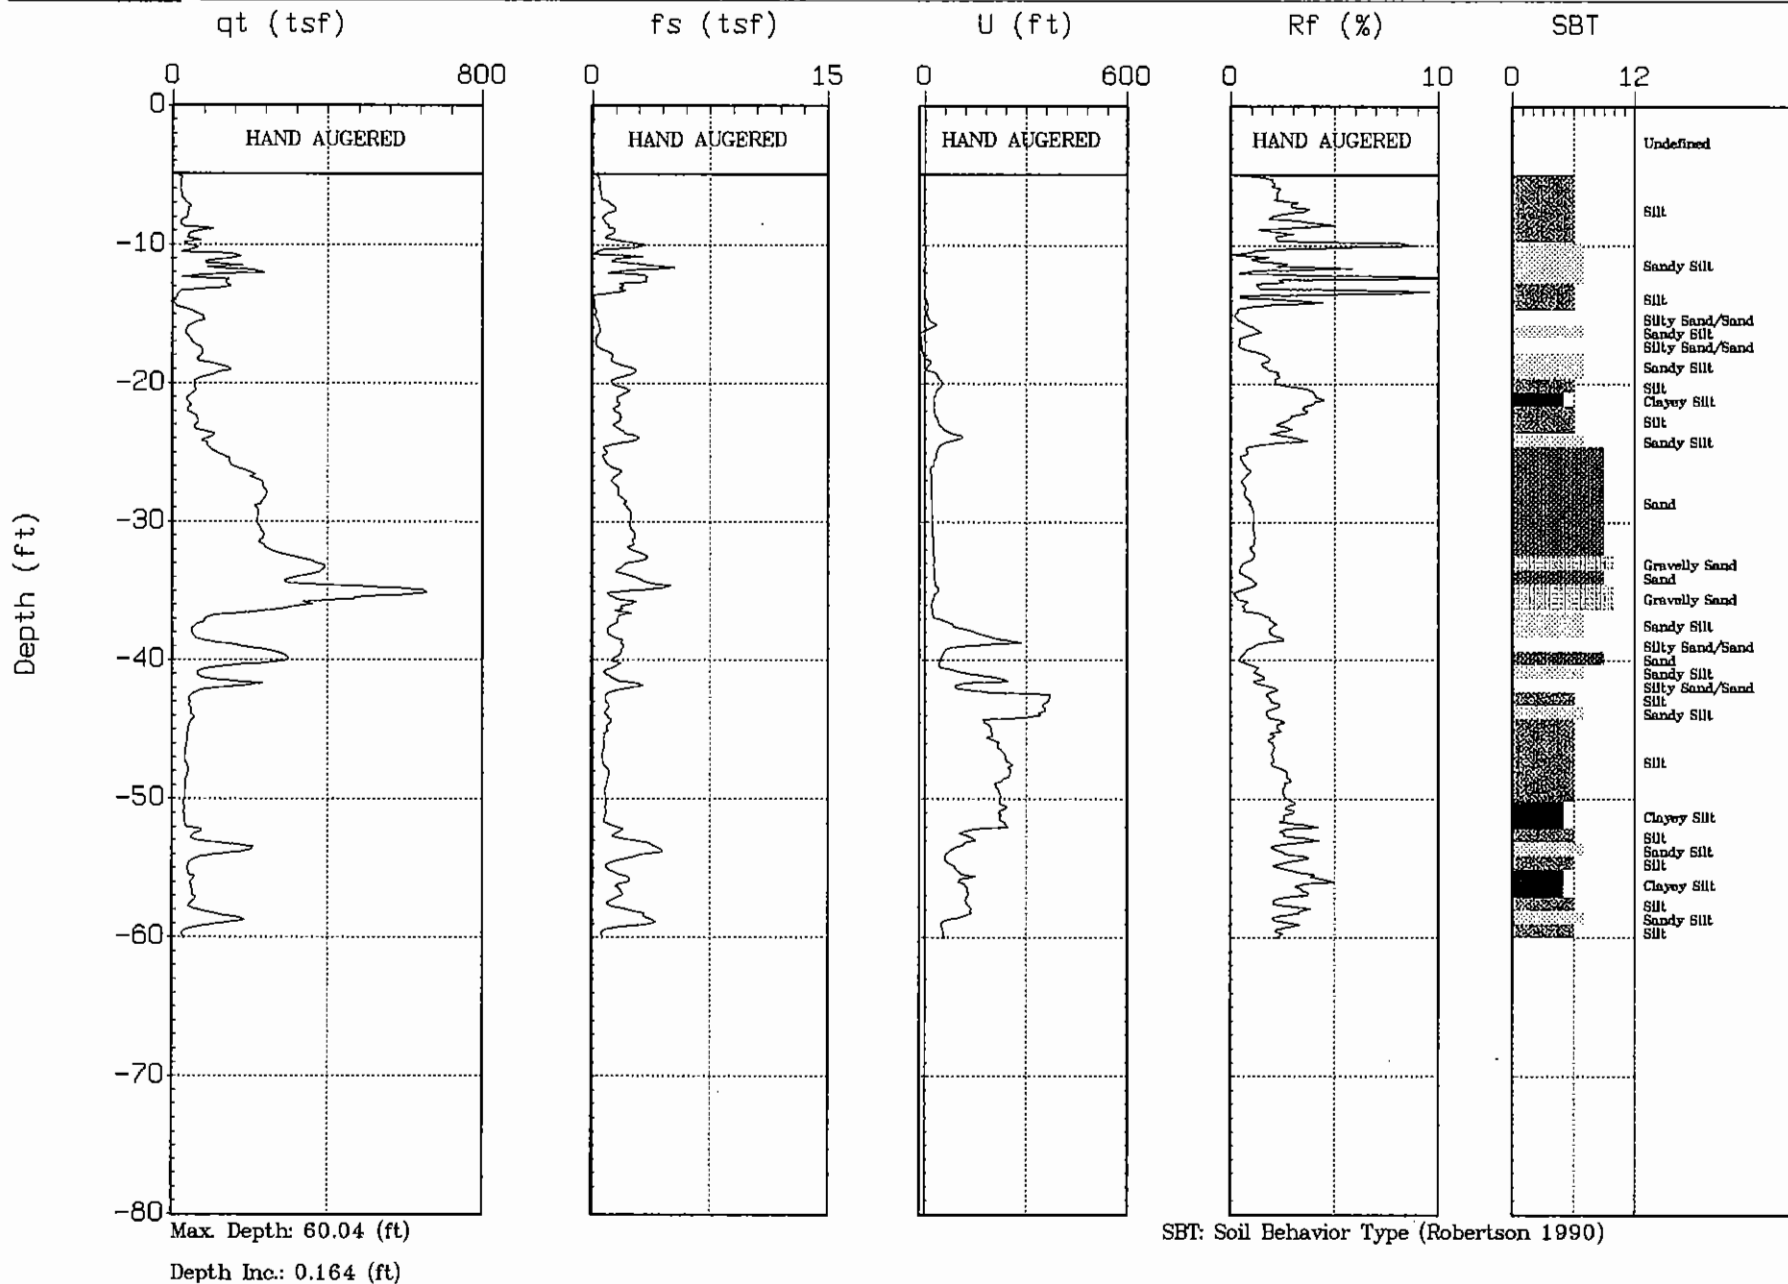 qt (tsf) fs (tsf) U (ft) Rf (%) SBT
0 800 0 15 0 600 0 10 0 12
0
HAND AUGERED HAND AUGERED HAND AUGERED HAND AUGERED
Undefined
Silt
-10
Sandy Silt
Silt
Silty Sand/Sand
Sandy Silt
Silty Sand/Sand
Sandy Silt
-20
Silt
Clayey Silt
Silt
Sandy Silt
Sand
-30
Depth (ft)
Gravelly Sand
Sand
Gravelly Sand
Sandy Silt
Silty Sand/Sand
-40
Sand
Sandy Silt
Silty Sand/Sand
Silt
Sandy Silt
Silt
-50
Clayey Silt
Silt
Sandy Silt
Silt
Clayey Silt
Silt
Sandy Silt
Silt
-60
-70
-80
Max. Depth: 60.04 (ft)
SBT: Soil Behavior Type (Robertson 1990)
Depth Inc.: 0.164 (ft)